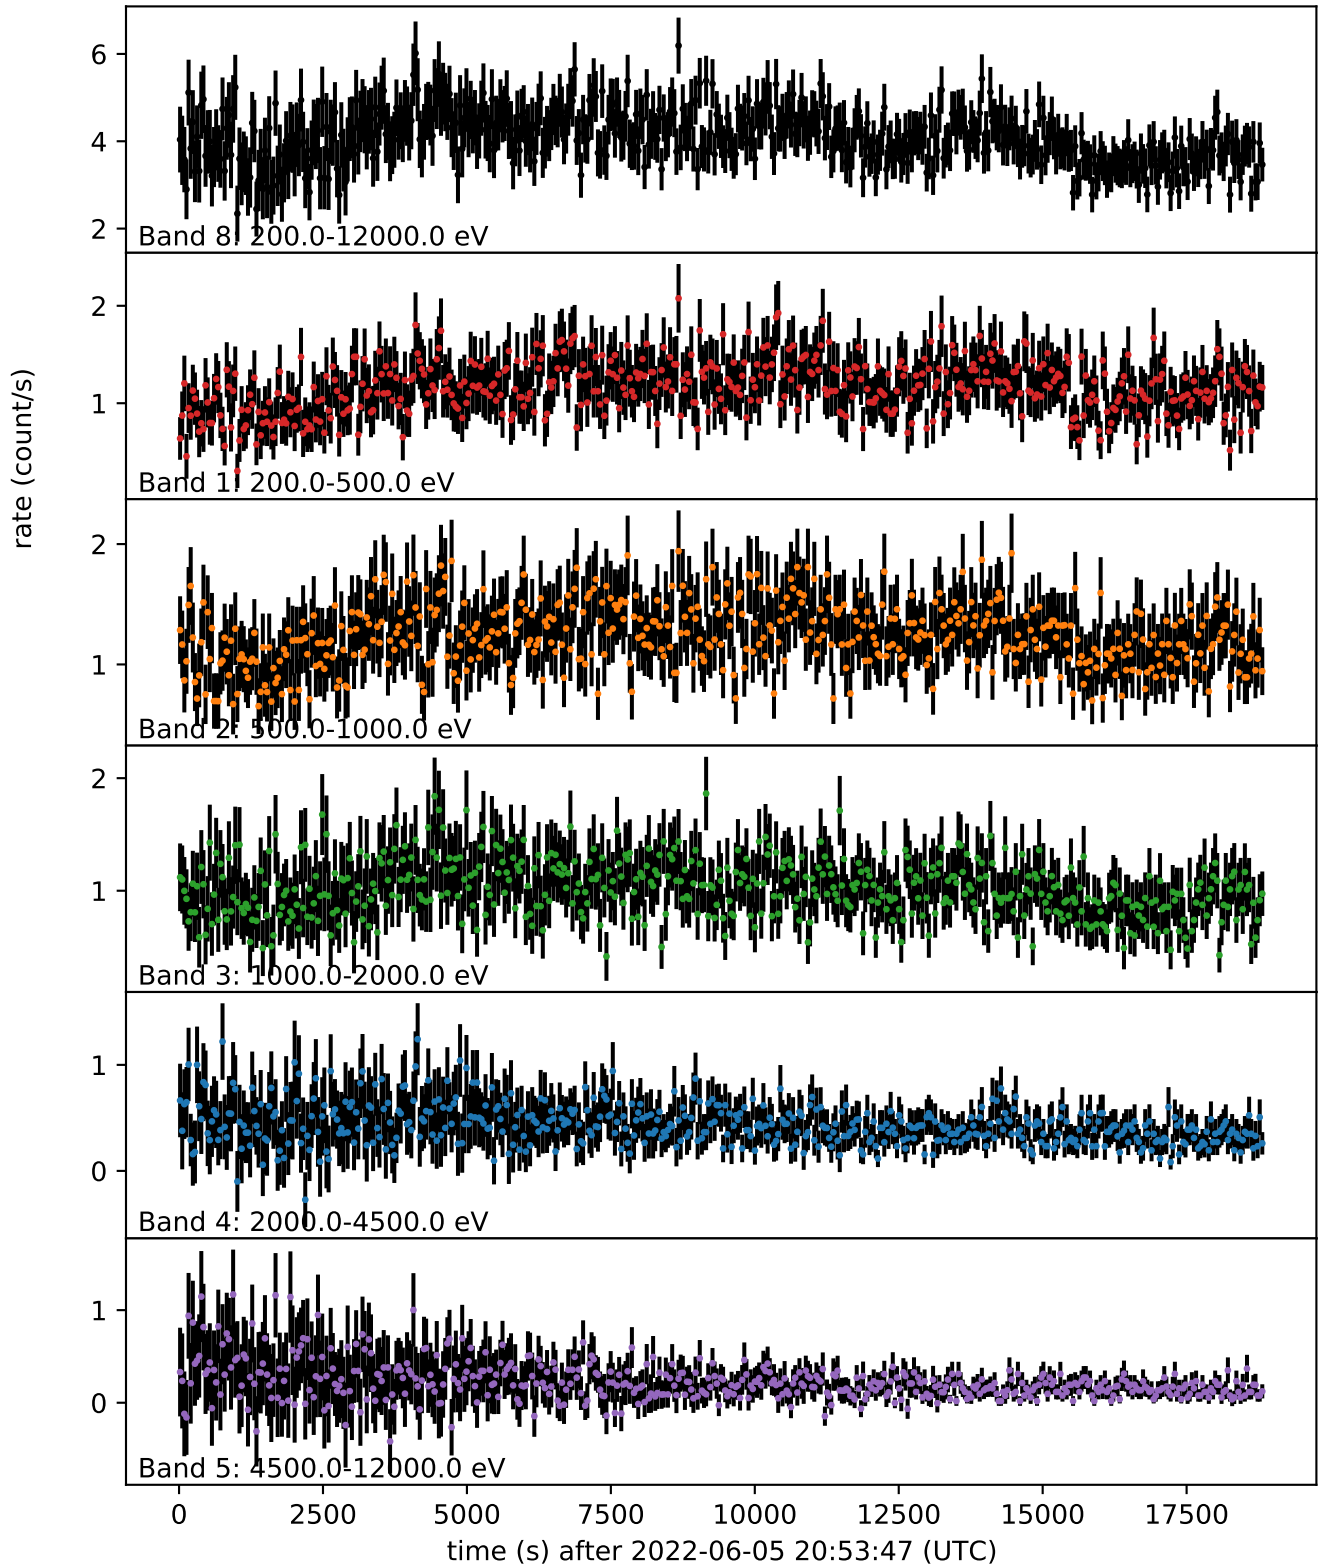 rate (count/s)
6
4
2
Band 8: 200.0-12000.0 eV
2
1
Band 1: 200.0-500.0 eV
2
1
Band 2: 500.0-1000.0 eV
2
1
Band 3: 1000.0-2000.0 eV
1
0
Band 4: 2000.0-4500.0 eV
1
0
Band 5: 4500.0-12000.0 eV
0 2500 5000 7500 10000 12500 15000 17500
time (s) after 2022-06-05 20:53:47 (UTC)